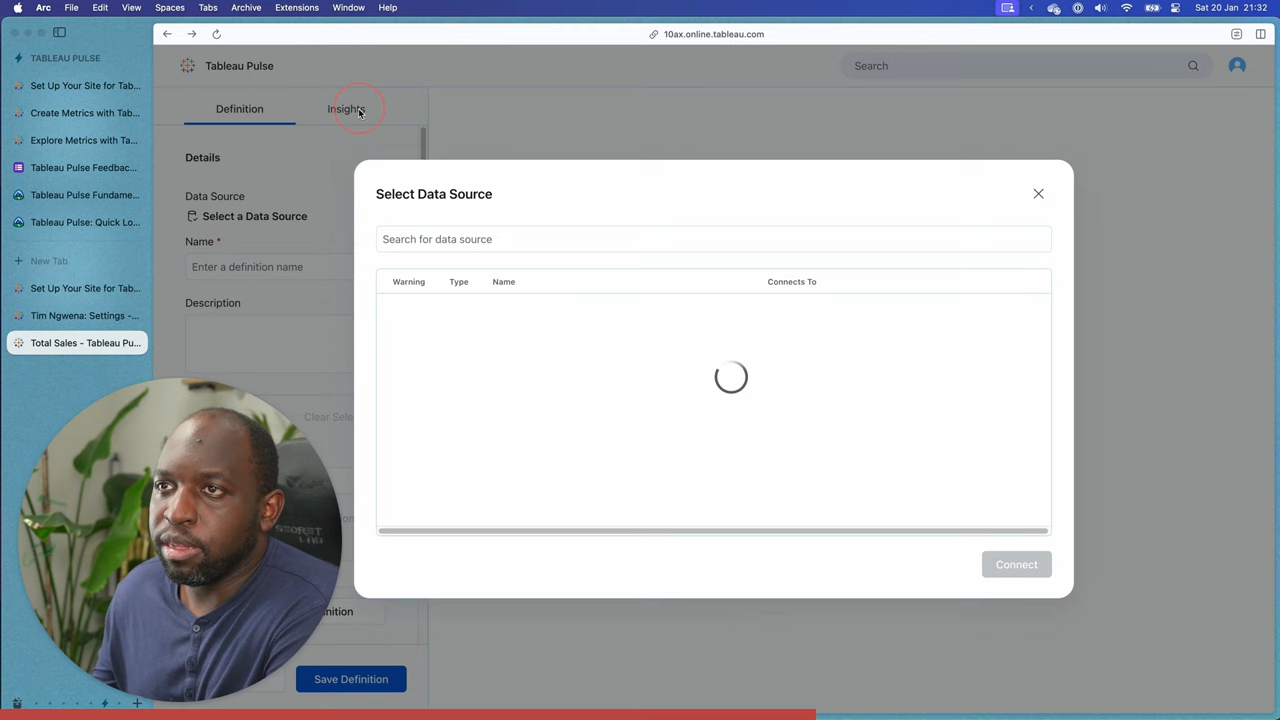 Arc File Edit View Spaces Tabs Archive Extensions Window Help
Sat 20 Jan 21:32
10ax.online.tableau.com
TABLEAU PULSE
Set Up Your Site for Tab...
Create Metrics with Tab...
Explore Metrics with Ta...
Tableau Pulse Feedbac...
Tableau Pulse Fundame...
Tableau Pulse: Quick Lo...
New Tab
Set Up Your Site for Tab...
Tim Ngwena: Settings -...
Total Sales – Tableau Pu...
Tableau Pulse
Search
Definition
Insights
Details
Data Source
Select a Data Source
Name *
Enter a definition name
Description
Clear Sele
nition
Save Definition
Select Data Source
Search for data source
Warning Type Name Connects To
Connect
SECRET
LAB